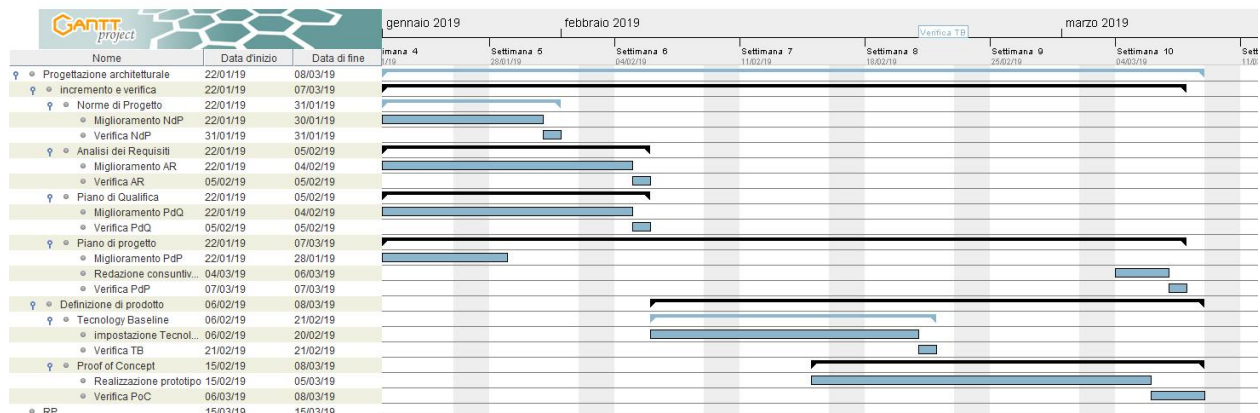 GANTT project
gennaio 2019 febbraio 2019 marzo 2019
Verifica TB
Settimana 5 Settimana 6 Settimana 7 Settimana 8 Settimana 9 Settimana 10
28/01/19 04/02/19 11/02/19 18/02/19 25/02/19 04/03/19
Nome Data d'inizio Data di fine
Progettazione architetturale 22/01/19 08/03/19
incremento e verifica 22/01/19 07/03/19
Norme di Progetto 22/01/19 31/01/19
Miglioramento NdP 22/01/19 30/01/19
Verifica NdP 31/01/19 31/01/19
Analisi dei Requisiti 22/01/19 05/02/19
Miglioramento AR 22/01/19 04/02/19
Verifica AR 05/02/19 05/02/19
Piano di Qualifica 22/01/19 05/02/19
Miglioramento PdQ 22/01/19 04/02/19
Verifica PdQ 05/02/19 05/02/19
Piano di progetto 22/01/19 07/03/19
Miglioramento PdP 22/01/19 28/01/19
Redazione consuntiv... 04/03/19 06/03/19
Verifica PdP 07/03/19 07/03/19
Definizione di prodotto 06/02/19 08/03/19
Tecnology Baseline 06/02/19 21/02/19
impostazione Tecnol... 06/02/19 20/02/19
Verifica TB 21/02/19 21/02/19
Proof of Concept 15/02/19 08/03/19
Realizzazione prototipo 15/02/19 05/03/19
Verifica PoC 06/03/19 08/03/19
RP 15/03/19 15/03/19